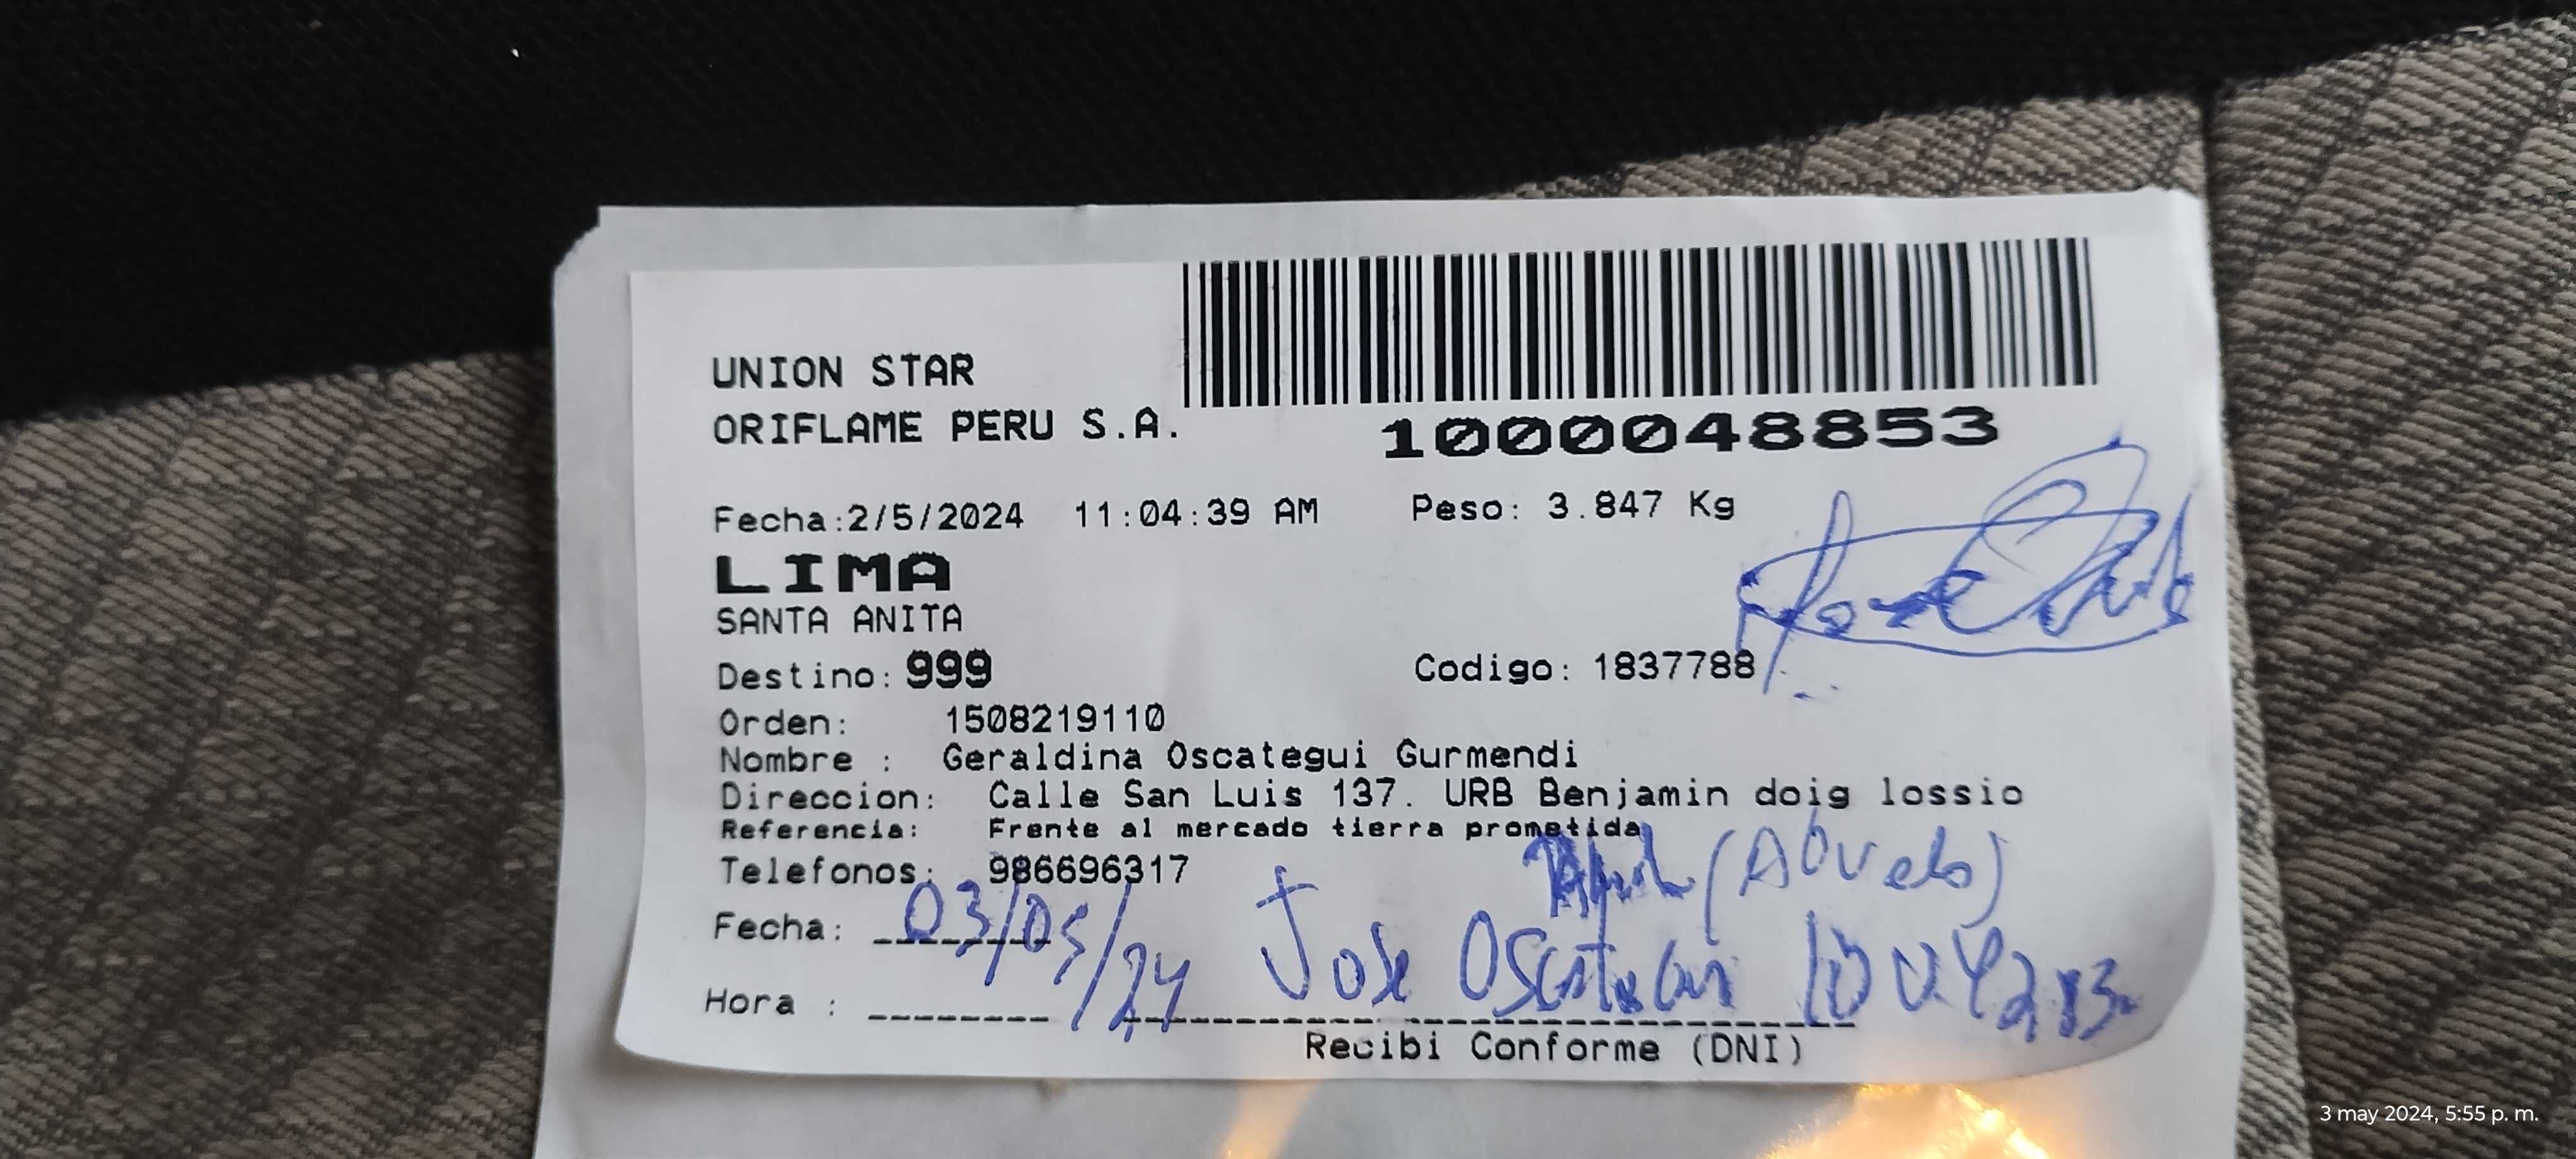 UNION STAR
ORIFLAME PERU S.A.
1000048853
Fecha:2/5/2024 11:04:39 AM Peso: 3.847 Kg
LIMA
SANTA ANITA
Destino: 999 Codigo: 1837788
Orden: 1508219110
Nombre : Geraldina Oscategui Gurmendi
Direccion: Calle San Luis 137. URB Benjamin doig lossio
Referencia: Frente al mercado tierra prometida
Telefonos: 986696317
(Abuelo)
Fecha: 03/05/24 Jose
Hora :
Recibi Conforme (DNI)
3 may 2024, 5:55 p. m.